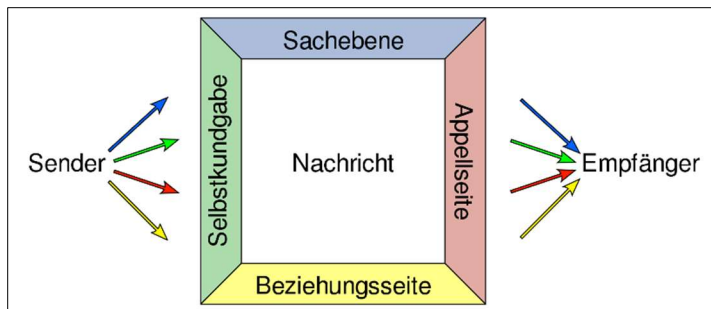 Sachebene
Sender
Selbstkundgabe
Nachricht
Appellseite
Empfänger
Beziehungsseite